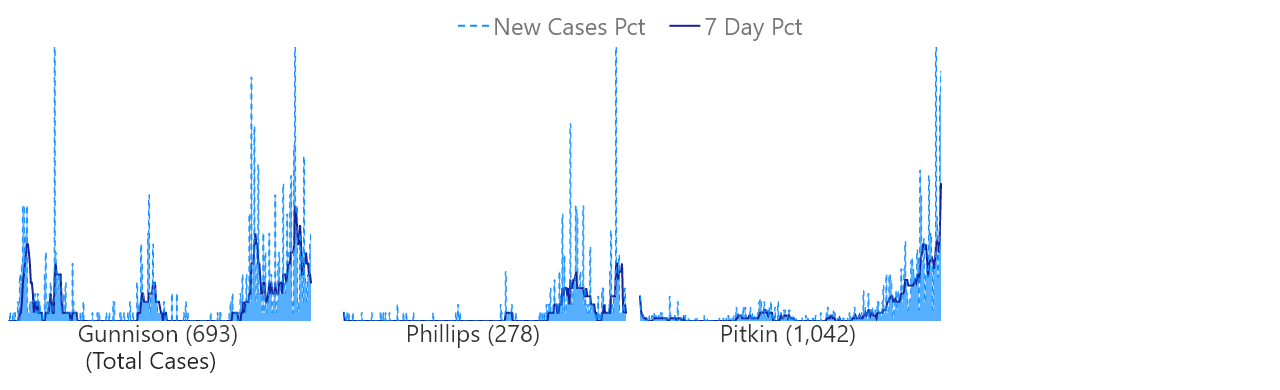 New Cases Pct 7 Day Pct
Gunnison (693) Phillips (278) Pitkin (1,042)
(Total Cases)